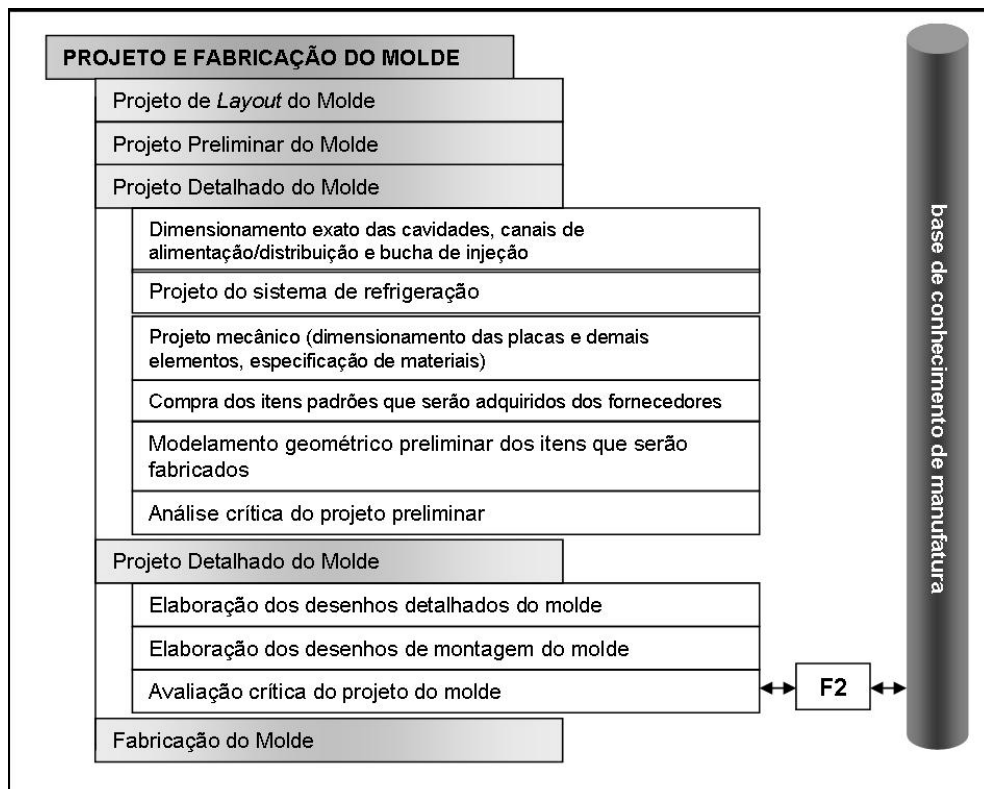 PROJETO E FABRICAÇÃO DO MOLDE
Projeto de Layout do Molde
Projeto Preliminar do Molde
Projeto Detalhado do Molde
Dimensionamento exato das cavidades, canais de
alimentação/distribuição e bucha de injeção
Projeto do sistema de refrigeração
Projeto mecânico (dimensionamento das placas e demais
elementos, especificação de materiais)
Compra dos itens padrões que serão adquiridos dos fornecedores
Modelamento geométrico preliminar dos itens que serão
fabricados
Análise crítica do projeto preliminar
Projeto Detalhado do Molde
Elaboração dos desenhos detalhados do molde
Elaboração dos desenhos de montagem do molde
Avaliação crítica do projeto do molde
F2
Fabricação do Molde
base de conhecimento de manufatura